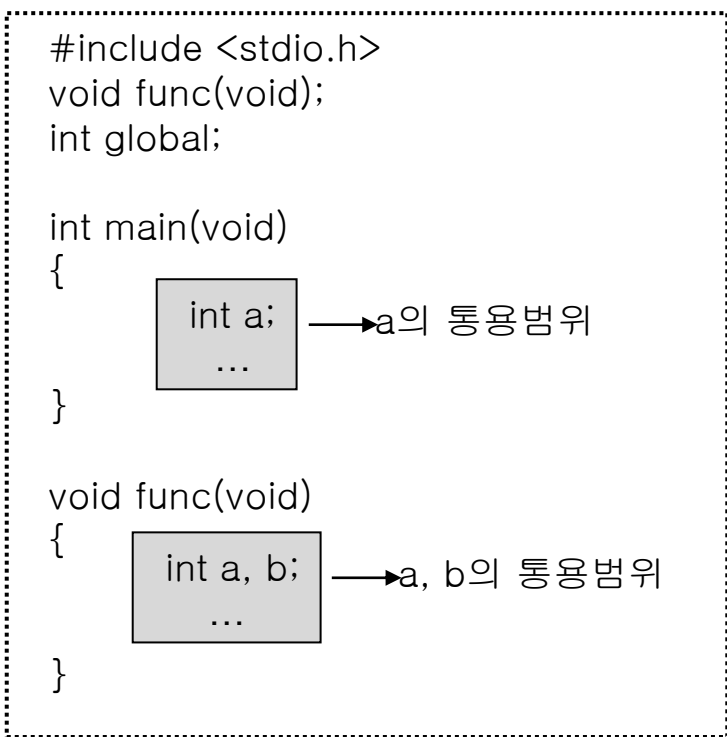 #include <stdio.h>
void func(void);
int global;
int main(void)
{
int a; a의 통용범위
...
}
void func(void)
{
int a, b; a, b의 통용범위
...
}